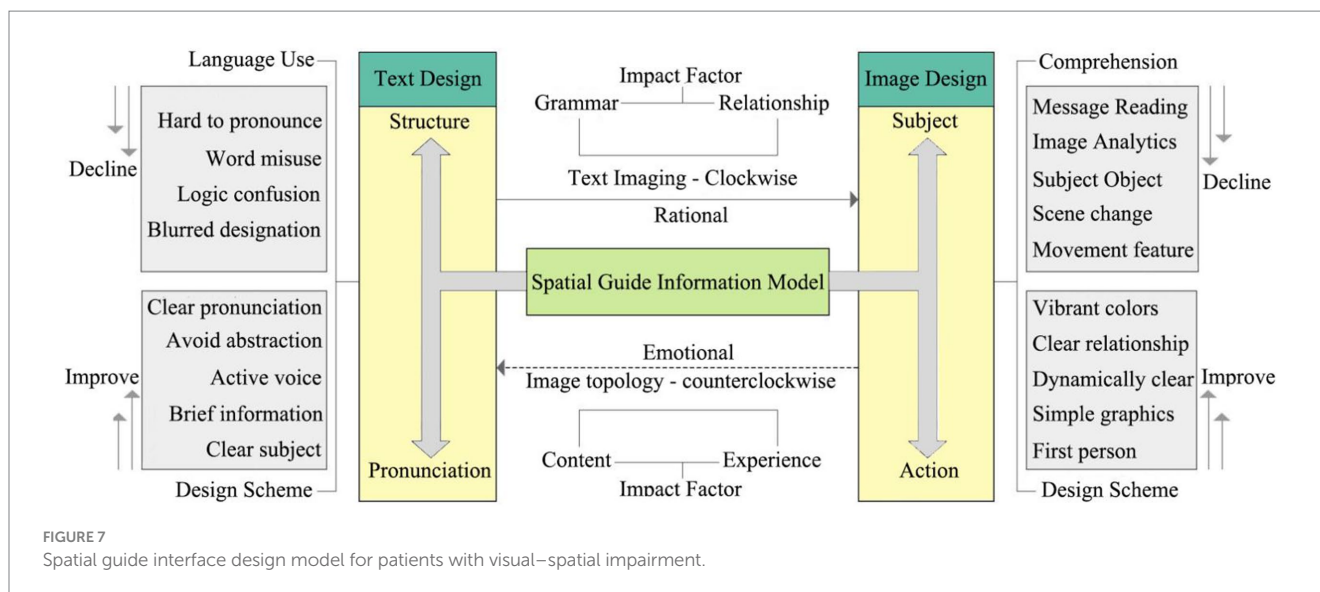 Language Use
Hard to pronounce
Word misuse
Logic confusion
Blurred designation
Decline
Clear pronunciation
Avoid abstraction
Active voice
Brief information
Clear subject
Improve
Design Scheme
Text Design
Structure
Pronunciation
Impact Factor
Grammar
Relationship
Text Imaging - Clockwise
Rational
Spatial Guide Information Model
Emotional
Image topology - counterclockwise
Content
Experience
Impact Factor
Image Design
Subject
Action
Comprehension
Message Reading
Image Analytics
Subject Object
Scene change
Movement feature
Decline
Vibrant colors
Clear relationship
Dynamically clear
Simple graphics
First person
Improve
Design Scheme
FIGURE 7
Spatial guide interface design model for patients with visual–spatial impairment.